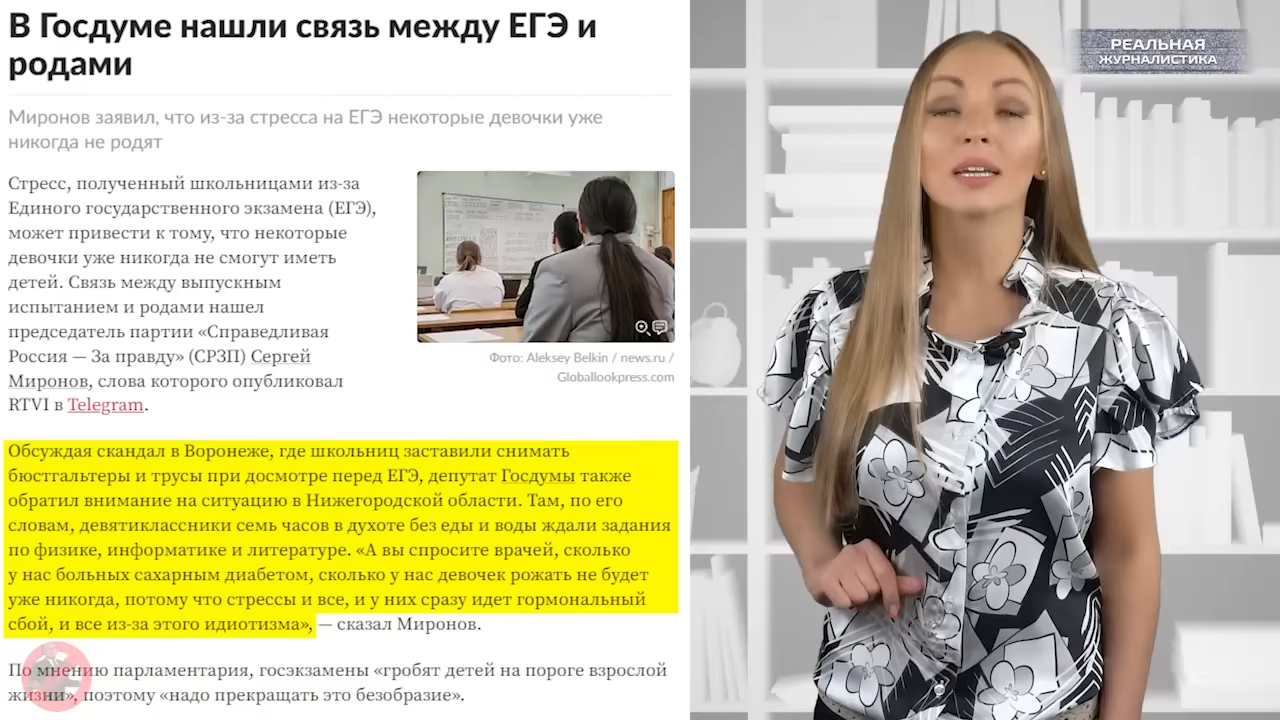 В Госдуме нашли связь между ЕГЭ и
родами
Миронов заявил, что из-за стресса на ЕГЭ некоторые девочки уже
никогда не родят
Стресс, полученный школьницами из-за
Единого государственного экзамена (ЕГЭ),
может привести к тому, что некоторые
девочки уже никогда не смогут иметь
детей. Связь между выпускным
испытанием и родами нашел
председатель партии «Справедливая
Россия — За правду» (СРЗП) Сергей
Миронов, слова которого опубликовал
RTVI в Telegram.
Фото: Aleksey Belkin / news.ru /
Globallookpress.com
Обсуждая скандал в Воронеже, где школьниц заставили снимать
бюстгальтеры и трусы при досмотре перед ЕГЭ, депутат Госдумы также
обратил внимание на ситуацию в Нижегородской области. Там, по его
словам, девятиклассники семь часов в духоте без еды и воды ждали задания
по физике, информатике и литературе. «А вы спросите врачей, сколько
у нас больных сахарным диабетом, сколько у нас девочек рожать не будет
уже никогда, потому что стрессы и все, и у них сразу идет гормональный
сбой, и все из-за этого идиотизма», — сказал Миронов.
По мнению парламентария, госэкзамены «гробят детей на пороге взрослой
жизни», поэтому «надо прекращать это безобразие».
РЕАЛЬНАЯ
ЖУРНАЛИСТИКА